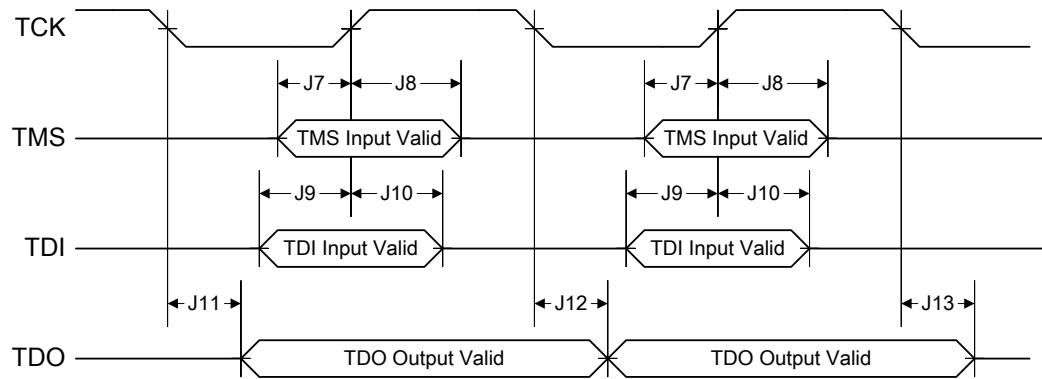 TCK
J7 J8 J7 J8
TMS TMS Input Valid TMS Input Valid
J9 J10 J9 J10
TDI TDI Input Valid TDI Input Valid
J11 J12 J13
TDO TDO Output Valid TDO Output Valid